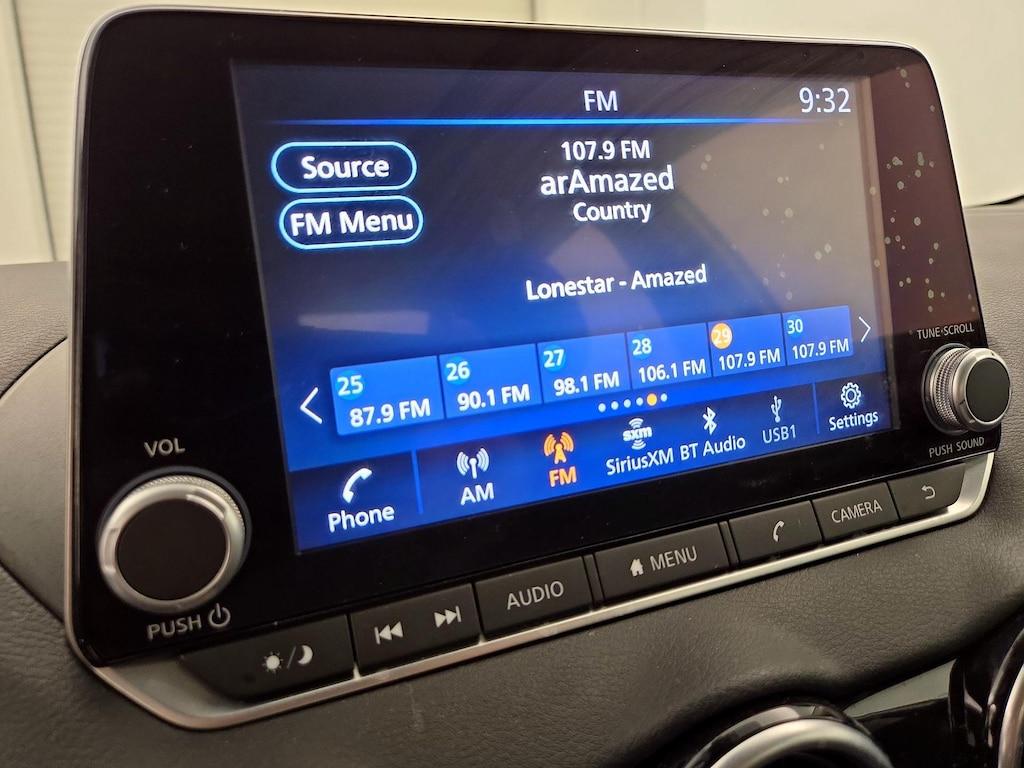 FM
9:32
Source
107.9 FM
arAmazed
FM Menu
Country
Lonestar - Amazed
25
87.9 FM
26
90.1 FM
27
98.1 FM
28
106.1 FM
29
107.9 FM
30
107.9 FM
Phone
AM
FM
sxm
SiriusXM
BT Audio
USB1
Settings
TUNE·SCROLL
PUSH SOUND
VOL
PUSH
AUDIO
MENU
CAMERA